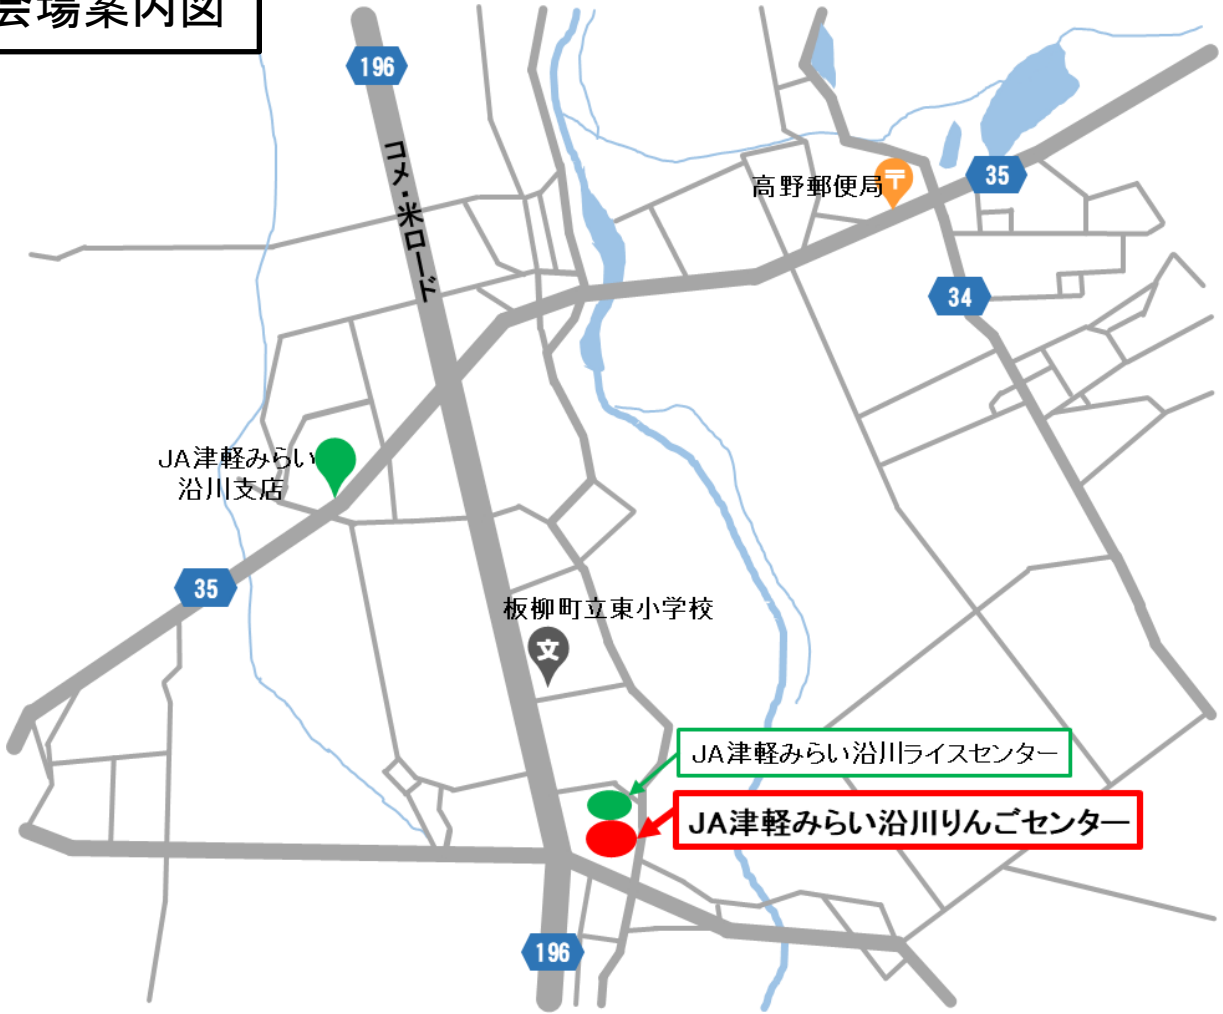 会場案内図
196
コメ・米ロード
高野郵便局
〒
35
34
JA津軽みらい
沿川支店
35
板柳町立東小学校
文
JA津軽みらい沿川ライスセンター
JA津軽みらい沿川りんごセンター
196